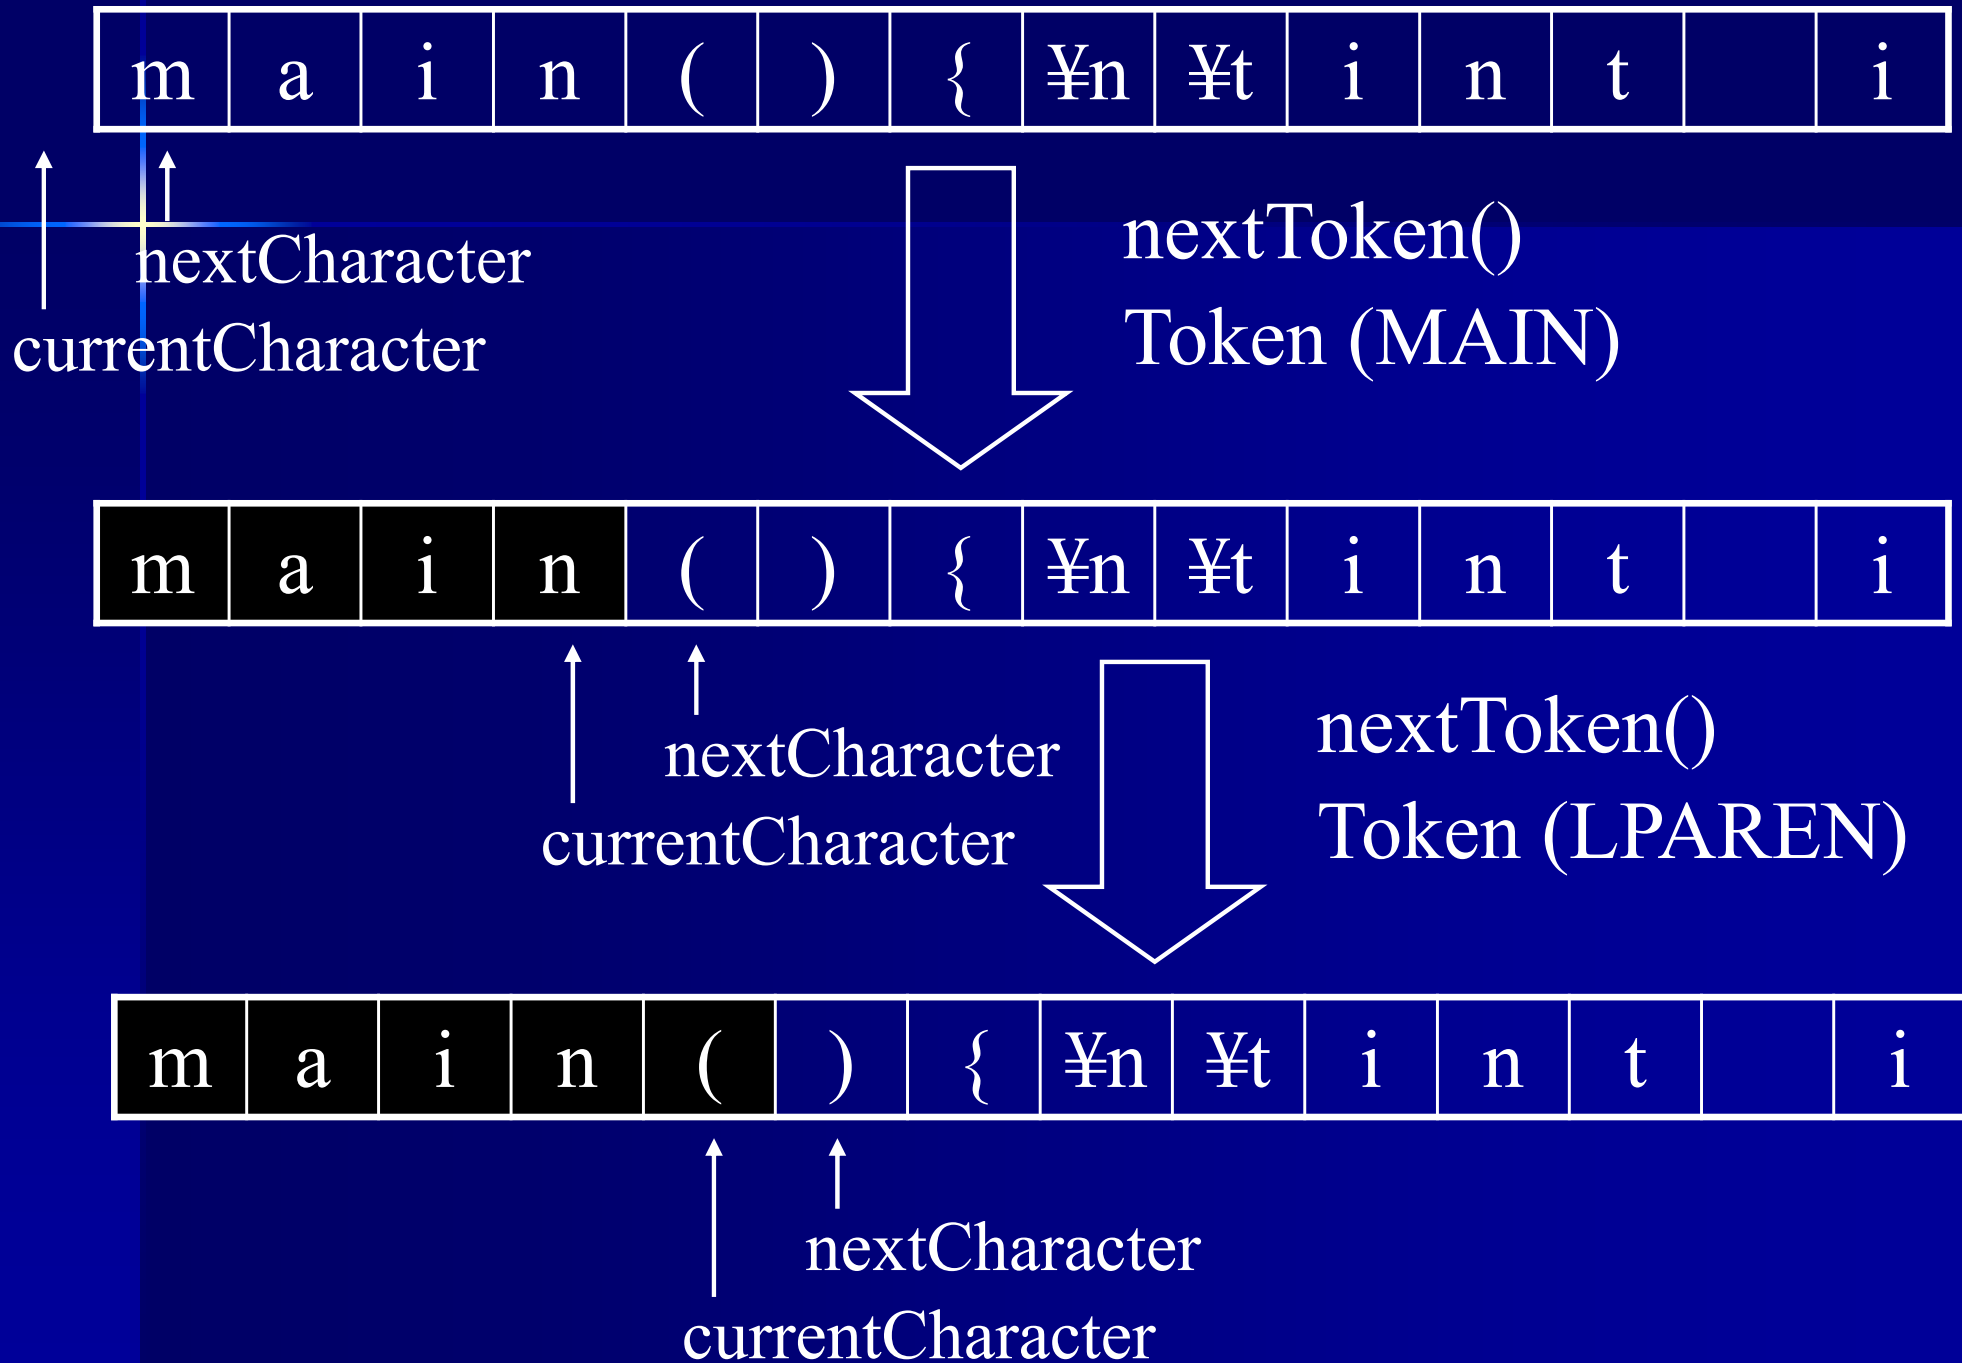 m a i n ( ) { ¥n ¥t i n t i
nextCharacter
currentCharacter
nextToken()
Token (MAIN)
m a i n ( ) { ¥n ¥t i n t i
nextCharacter
currentCharacter
nextToken()
Token (LPAREN)
m a i n ( ) { ¥n ¥t i n t i
nextCharacter
currentCharacter